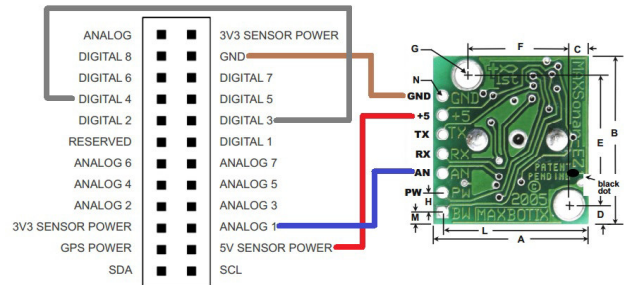 ANALOG 3V3 SENSOR POWER
DIGITAL 8 GND
DIGITAL 6 DIGITAL 7
DIGITAL 4 DIGITAL 5
DIGITAL 2 DIGITAL 3
RESERVED DIGITAL 1
ANALOG 6 ANALOG 7
ANALOG 4 ANALOG 5
ANALOG 2 ANALOG 3
3V3 SENSOR POWER ANALOG 1
GPS POWER 5V SENSOR POWER
SDA SCL
G
F
C
N
GND
+5
TX
RX
AN
PW
H
M
GND
+5
TX
RX
AN
PW
BW
MAXBOTIX
2005
©
PATENT
PENDING
MAXSonar EZ
1st
E
B
black
dot
D
L
A